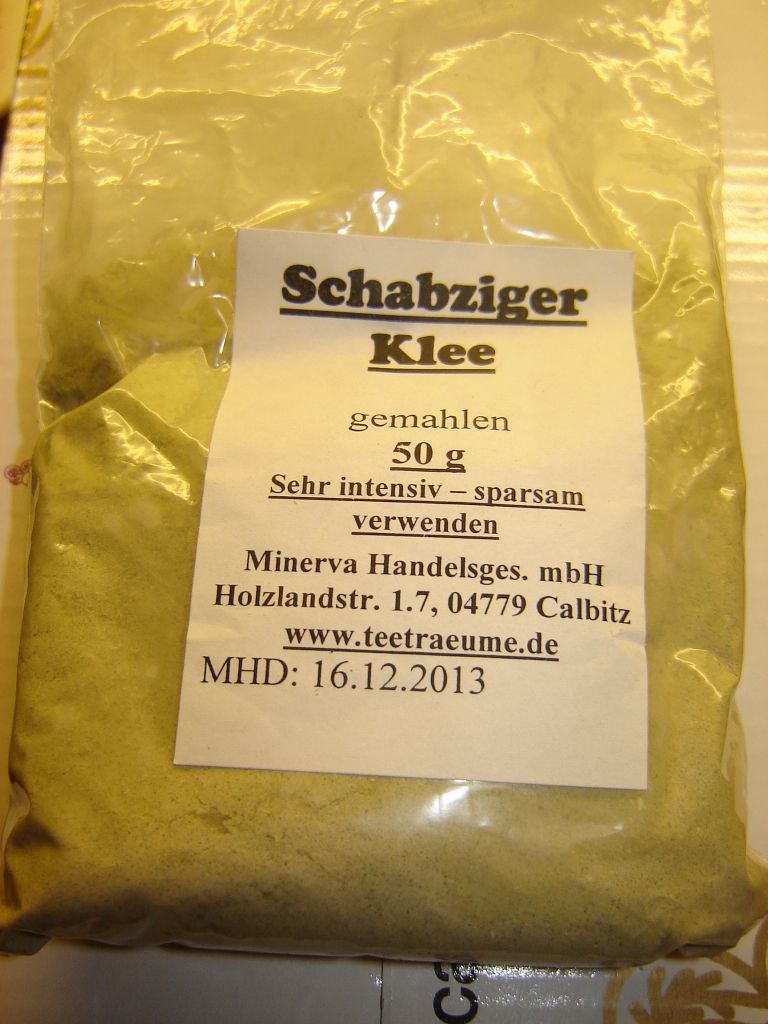 Schabziger
Klee
gemahlen
50 g
Sehr intensiv – sparsam
verwenden
Minerva Handelsges. mbH
Holzlandstr. 1.7, 04779 Calbitz
www.teetraeume.de
MHD: 16.12.2013